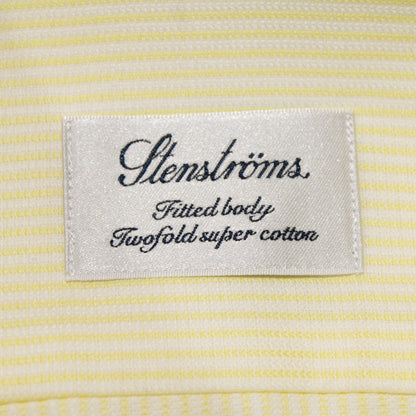 Stenströms
Fitted body
Twofold super cotton